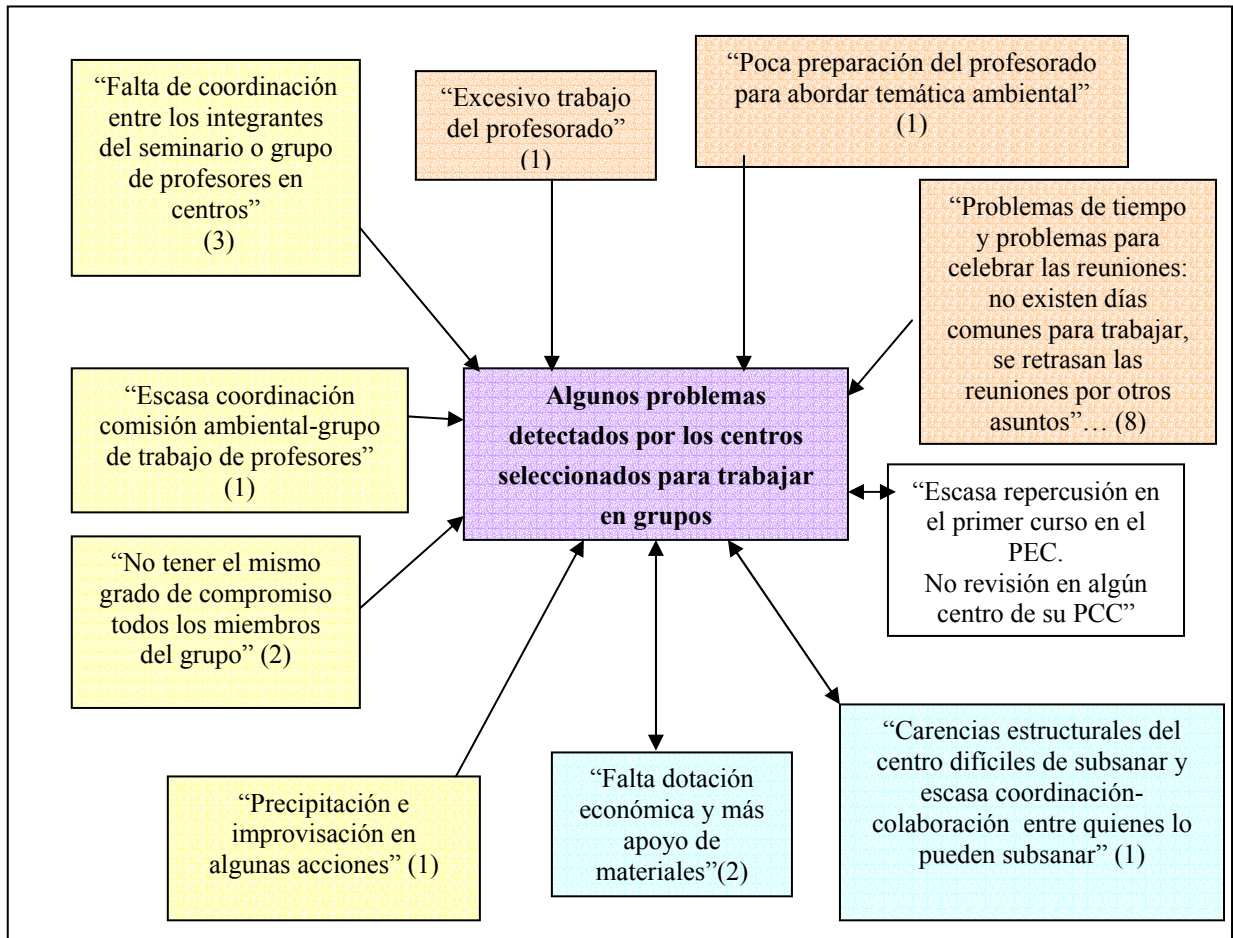 “Falta de coordinación
entre los integrantes
del seminario o grupo
de profesores en
centros”
(3)
“Excesivo trabajo
del profesorado”
(1)
“Poca preparación del profesorado
para abordar temática ambiental”
(1)
“Problemas de tiempo
y problemas para
celebrar las reuniones:
no existen días
comunes para trabajar,
se retrasan las
reuniones por otros
asuntos”… (8)
“Escasa coordinación
comisión ambiental-grupo
de trabajo de profesores”
(1)
Algunos problemas
detectados por los centros
seleccionados para trabajar
en grupos
“Escasa repercusión en
el primer curso en el
PEC.
No revisión en algún
centro de su PCC”
“No tener el mismo
grado de compromiso
todos los miembros
del grupo” (2)
“Precipitación e
improvisación en
algunas acciones” (1)
“Falta dotación
económica y más
apoyo de
materiales”(2)
“Carencias estructurales del
centro difíciles de subsanar y
escasa coordinación-
colaboración entre quienes lo
pueden subsanar” (1)